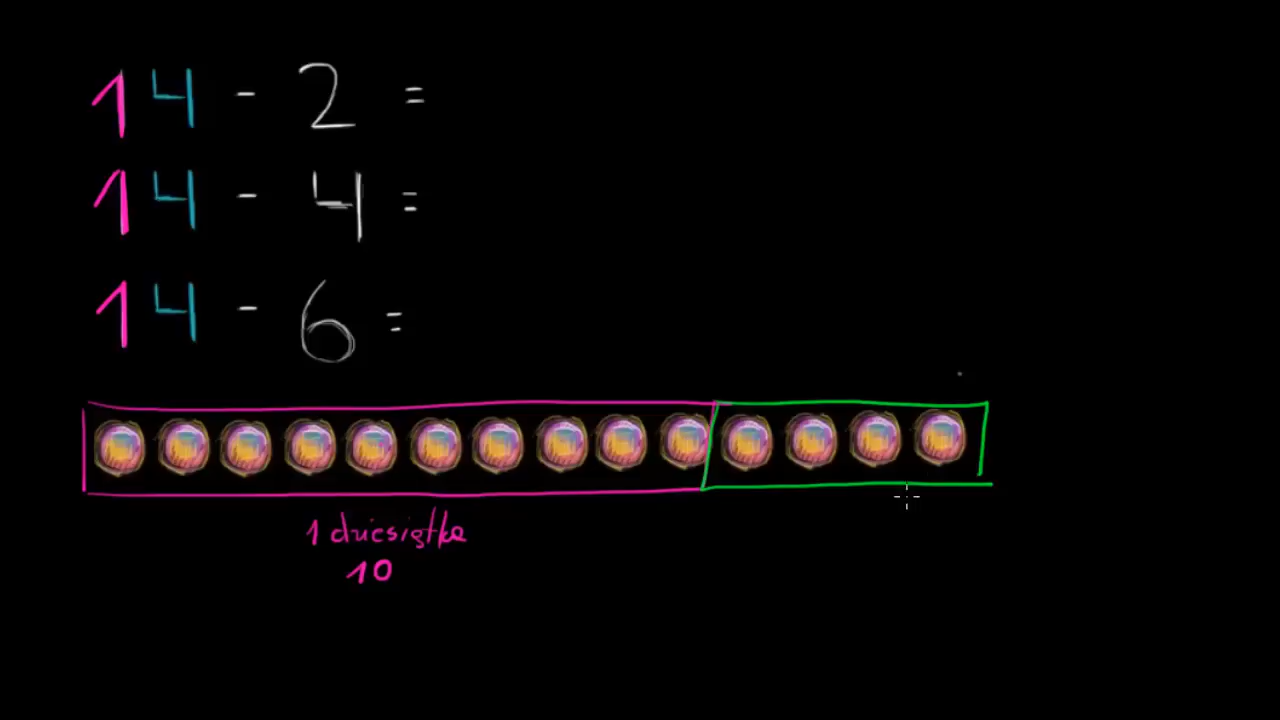 14 - 2 =
14 - 4 =
14 - 6 =
1 dziesiątka
10